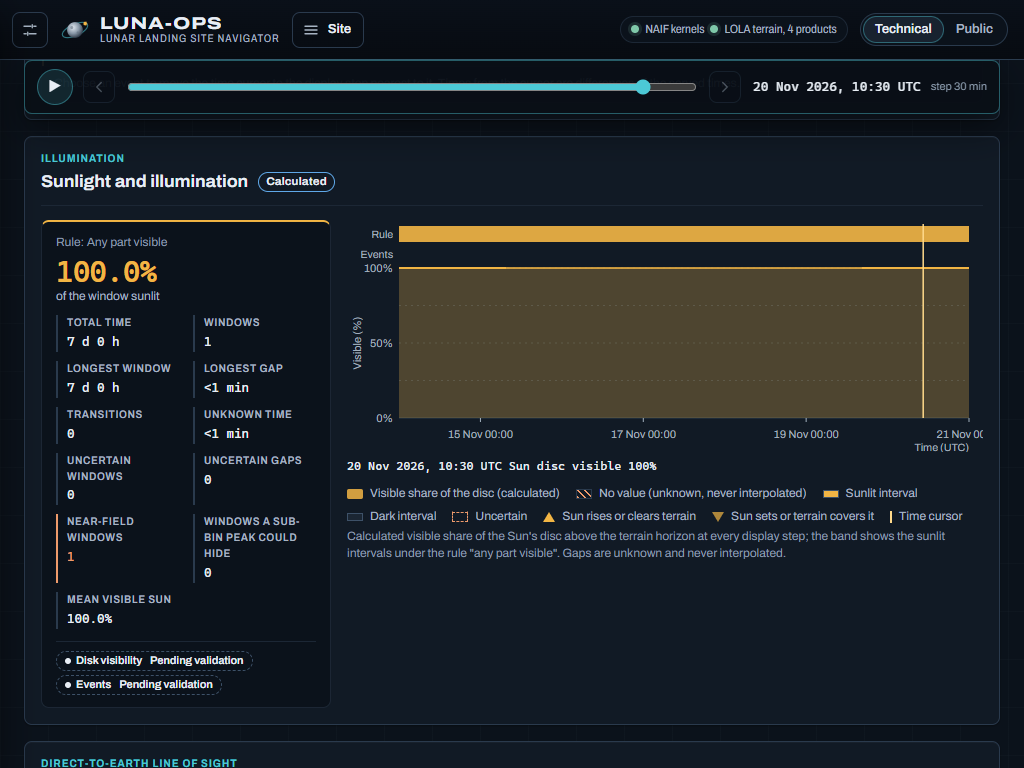 LUNA-OPS
LUNAR LANDING SITE NAVIGATOR
Site
NAIF kernels
LOLA terrain, 4 products
Technical
Public
20 Nov 2026, 10:30 UTC
step 30 min
ILLUMINATION
Sunlight and illumination
Calculated
Rule: Any part visible
100.0%
of the window sunlit
TOTAL TIME
7 d 0 h
WINDOWS
1
LONGEST WINDOW
7 d 0 h
LONGEST GAP
<1 min
TRANSITIONS
0
UNKNOWN TIME
<1 min
UNCERTAIN
WINDOWS
0
UNCERTAIN GAPS
0
NEAR-FIELD
WINDOWS
1
WINDOWS A SUB-
BIN PEAK COULD
HIDE
0
MEAN VISIBLE SUN
100.0%
Disk visibility Pending validation
Events Pending validation
Rule
Events
100%
50%
0%
Visible (%)
15 Nov 00:00
17 Nov 00:00
19 Nov 00:00
21 Nov 0
Time (UTC)
20 Nov 2026, 10:30 UTC Sun disc visible 100%
Visible share of the disc (calculated)
No value (unknown, never interpolated)
Sunlit interval
Dark interval
Uncertain
Sun rises or clears terrain
Sun sets or terrain covers it
Time cursor
Calculated visible share of the Sun's disc above the terrain horizon at every display step; the band shows the sunlit
intervals under the rule "any part visible". Gaps are unknown and never interpolated.
DIRECT-TO-EARTH LINE OF SIGHT